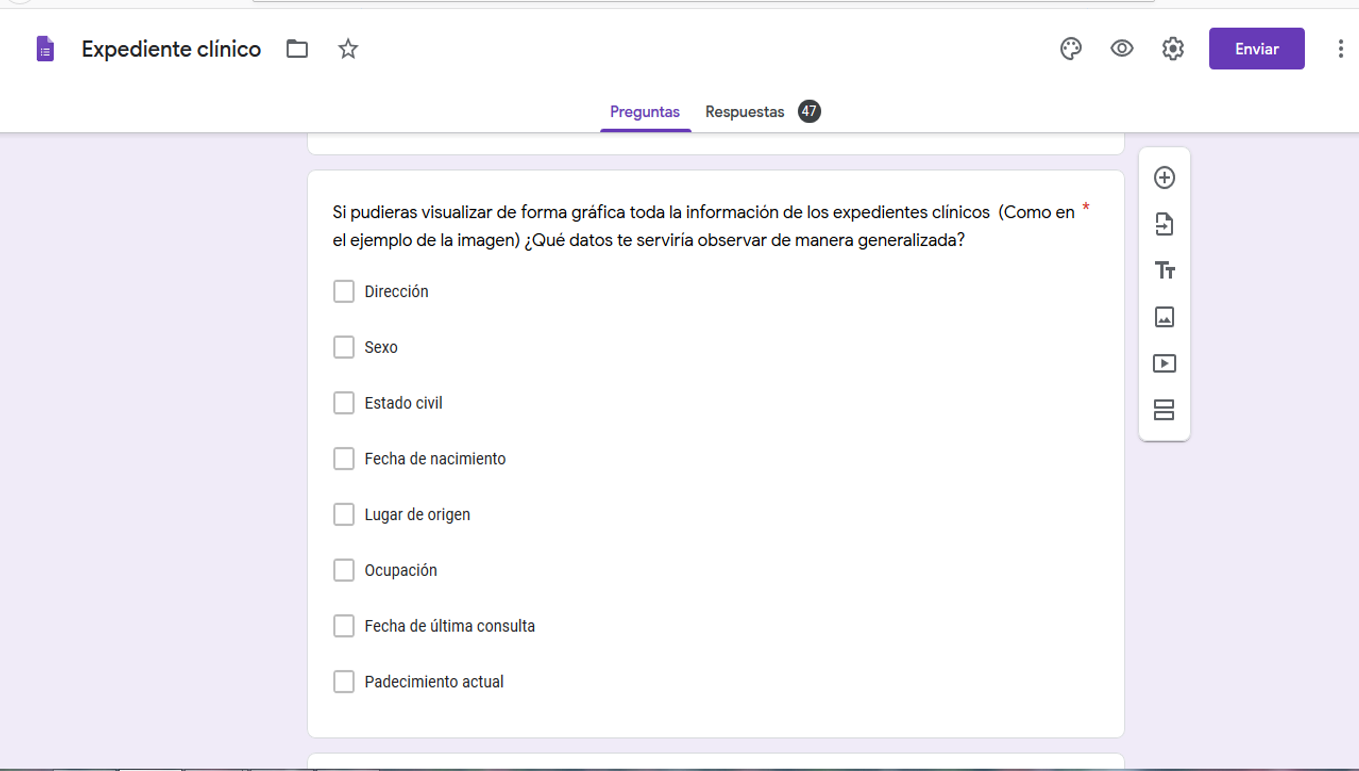 Expediente clínico
Enviar
Preguntas Respuestas 47
Si pudieras visualizar de forma gráfica toda la información de los expedientes clínicos (Como en *
el ejemplo de la imagen) ¿Qué datos te serviría observar de manera generalizada?
Dirección
Sexo
Estado civil
Fecha de nacimiento
Lugar de origen
Ocupación
Fecha de última consulta
Padecimiento actual
Tт